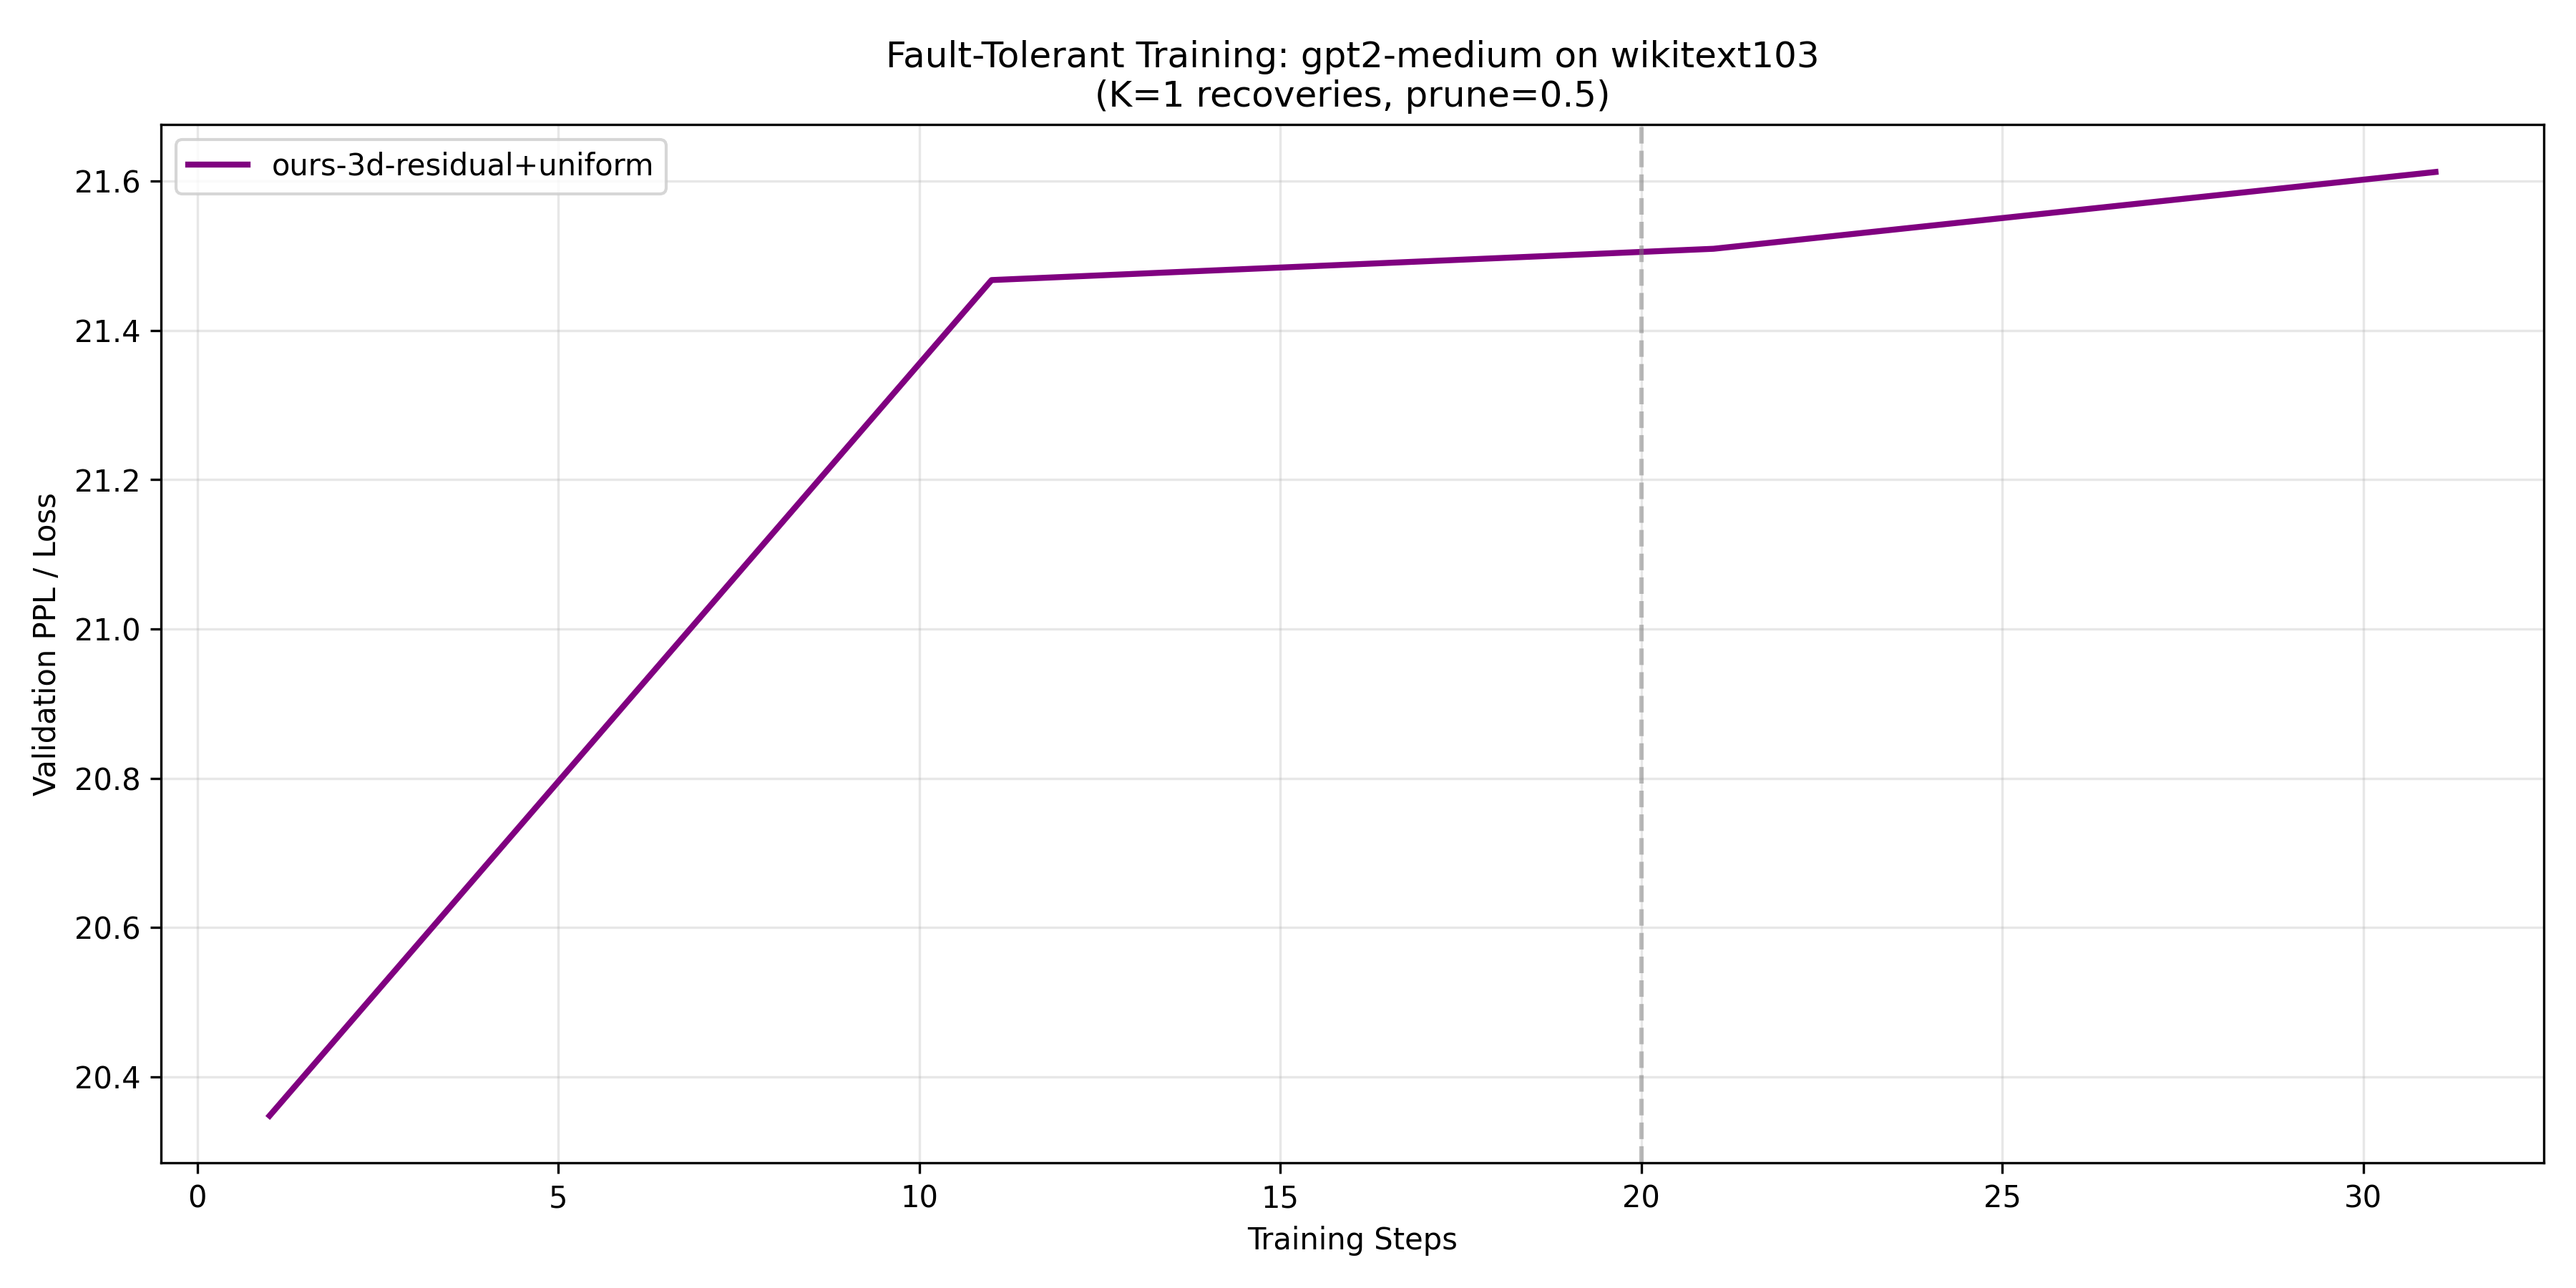 Fault-Tolerant Training: gpt2-medium on wikitext103
(K=1 recoveries, prune=0.5)
ours-3d-residual+uniform
Validation PPL / Loss
21.6
21.4
21.2
21.0
20.8
20.6
20.4
0 5 10 15 20 25 30
Training Steps